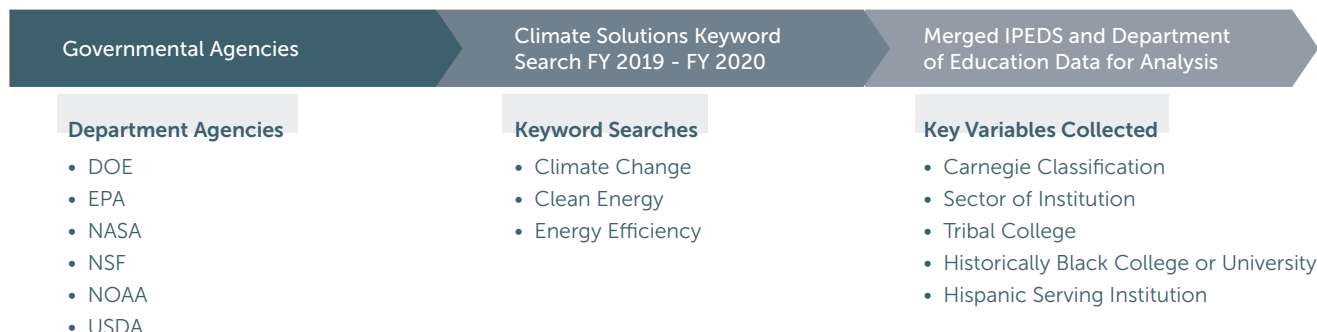 Governmental Agencies
Climate Solutions Keyword
Search FY 2019 - FY 2020
Merged IPEDS and Department
of Education Data for Analysis
Department Agencies
• DOE
• EPA
• NASA
• NSF
• NOAA
• USDA
Keyword Searches
• Climate Change
• Clean Energy
• Energy Efficiency
Key Variables Collected
• Carnegie Classification
• Sector of Institution
• Tribal College
• Historically Black College or University
• Hispanic Serving Institution